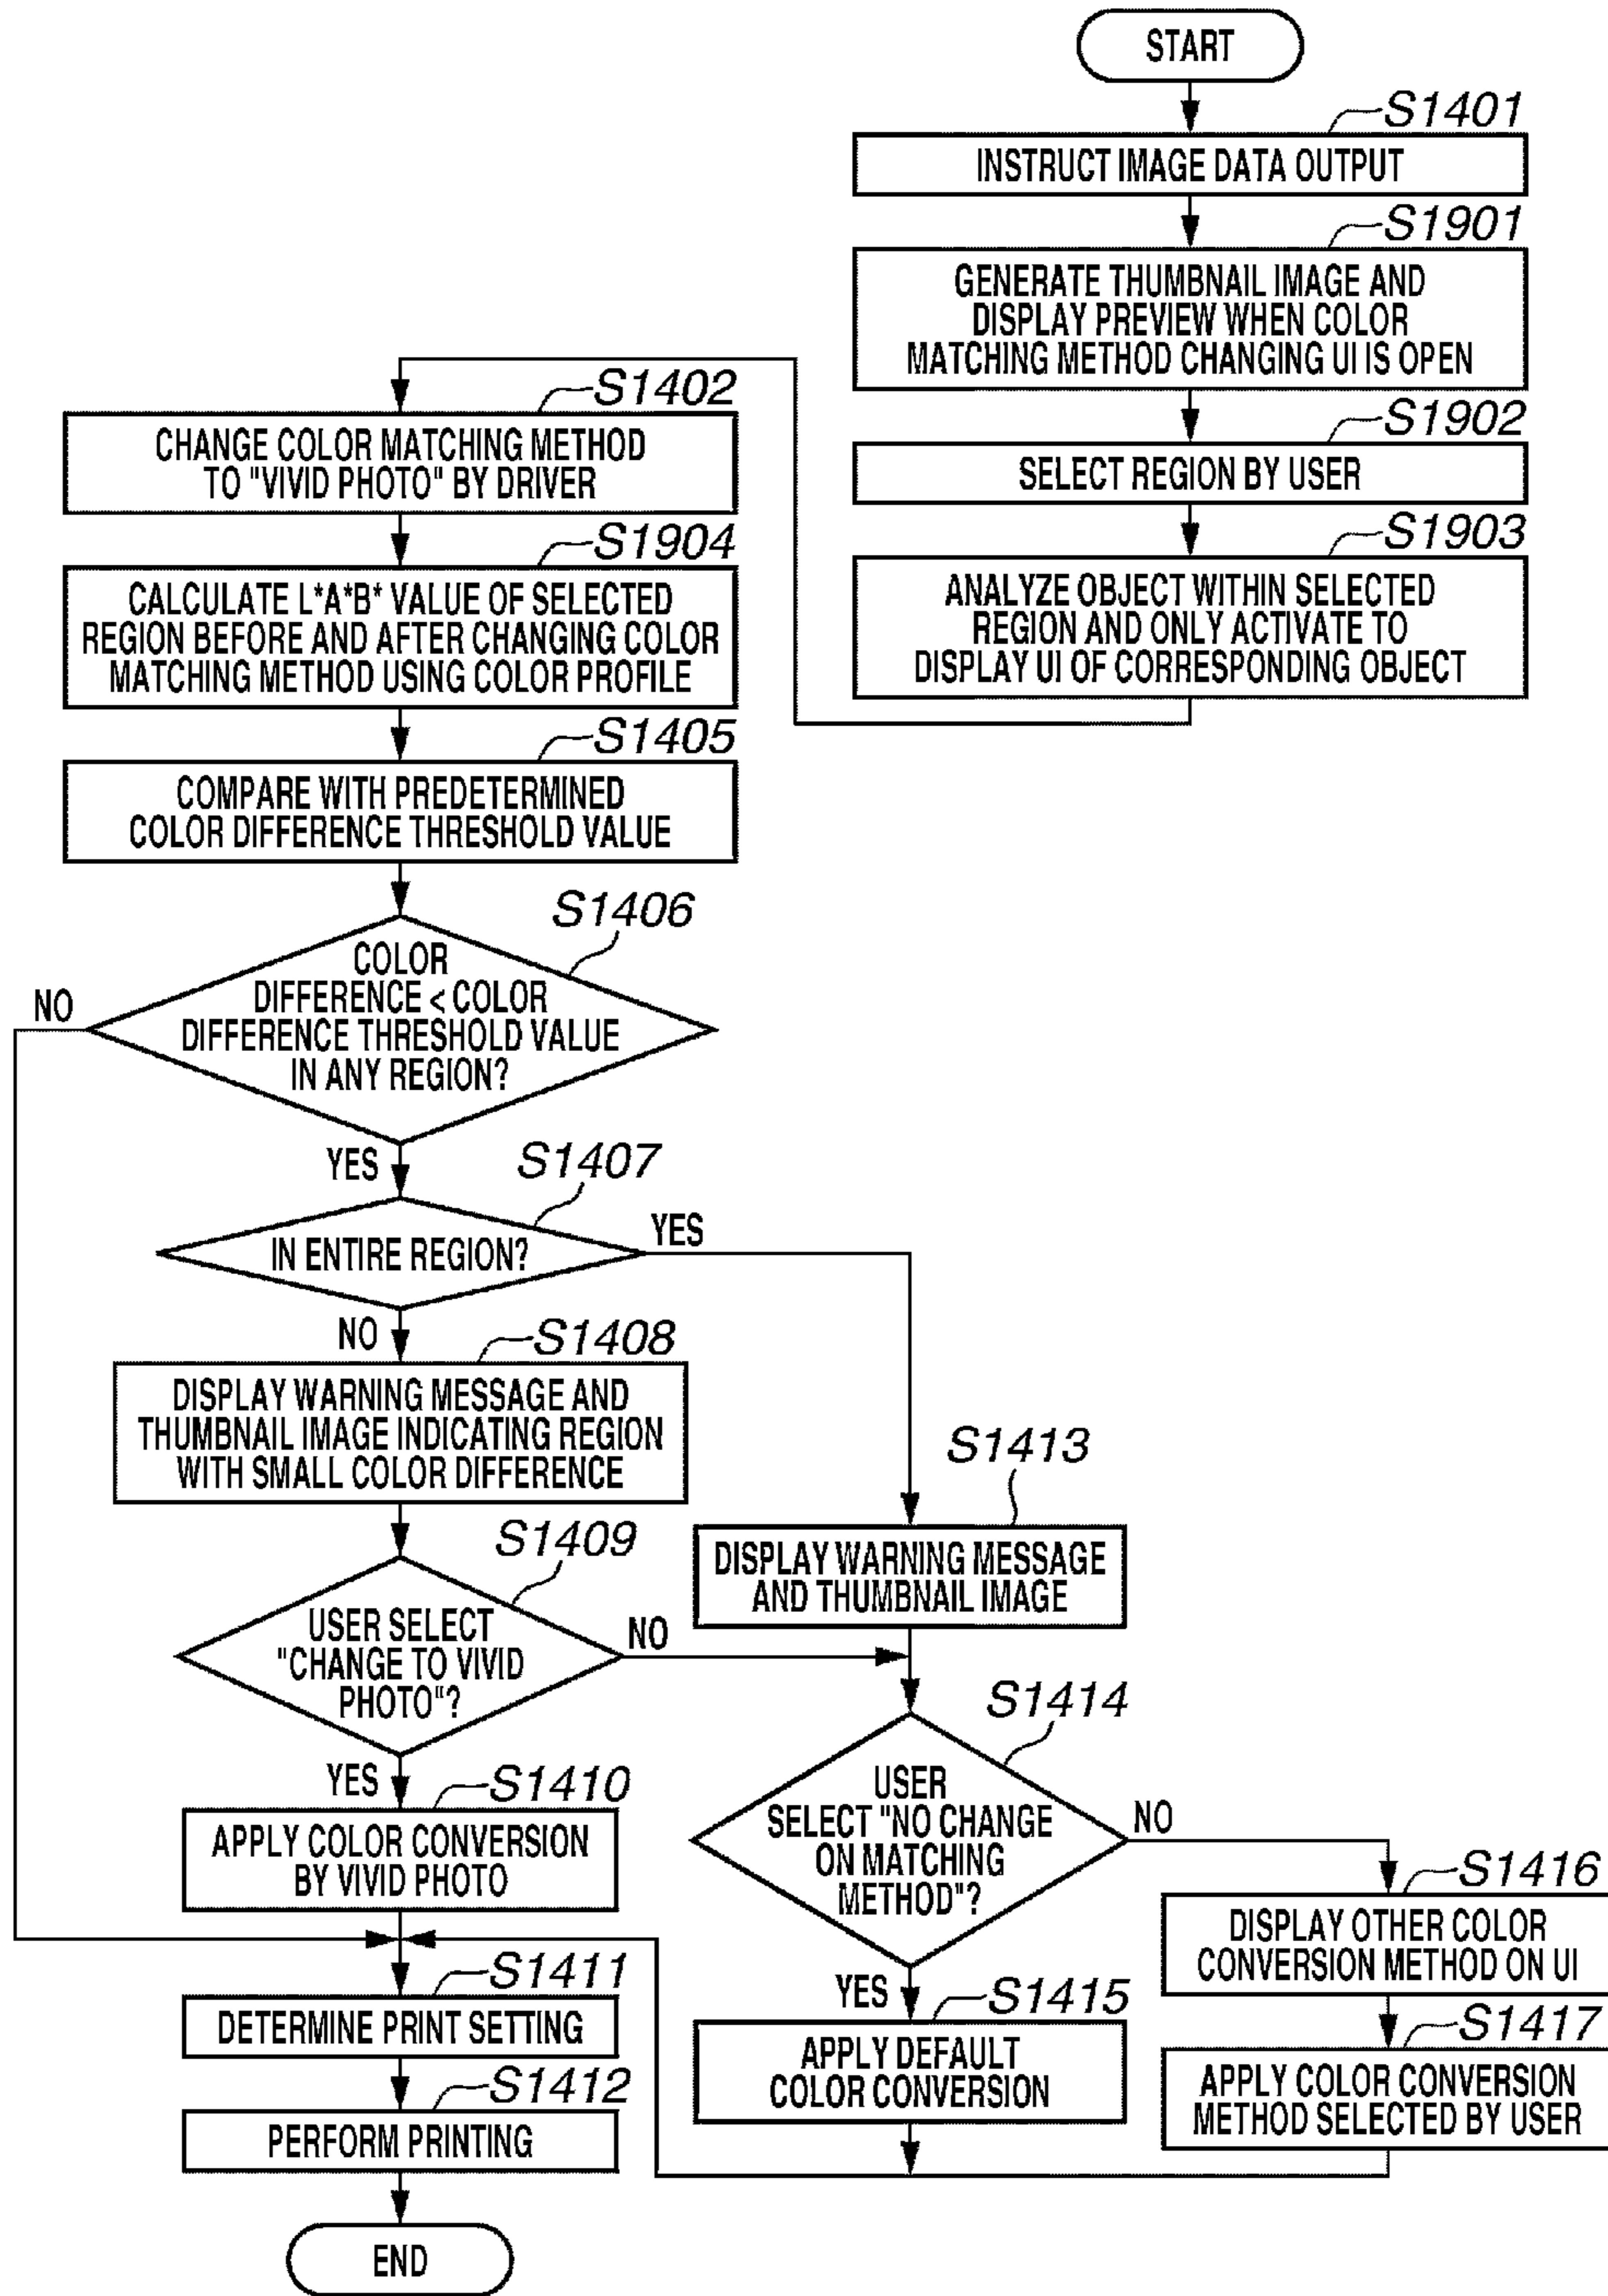 START
S1401
INSTRUCT IMAGE DATA OUTPUT
S1901
GENERATE THUMBNAIL IMAGE AND
DISPLAY PREVIEW WHEN COLOR
MATCHING METHOD CHANGING UI IS OPEN
S1902
SELECT REGION BY USER
S1903
ANALYZE OBJECT WITHIN SELECTED
REGION AND ONLY ACTIVATE TO
DISPLAY UI OF CORRESPONDING OBJECT
S1402
CHANGE COLOR MATCHING METHOD
TO "VIVID PHOTO" BY DRIVER
S1904
CALCULATE L*A*B* VALUE OF SELECTED
REGION BEFORE AND AFTER CHANGING COLOR
MATCHING METHOD USING COLOR PROFILE
S1405
COMPARE WITH PREDETERMINED
COLOR DIFFERENCE THRESHOLD VALUE
S1406
COLOR
DIFFERENCE < COLOR
DIFFERENCE THRESHOLD VALUE
IN ANY REGION?
NO
YES
S1407
IN ENTIRE REGION?
YES
NO
S1408
DISPLAY WARNING MESSAGE AND
THUMBNAIL IMAGE INDICATING REGION
WITH SMALL COLOR DIFFERENCE
S1409
USER SELECT
"CHANGE TO VIVID
PHOTO"?
NO
YES
S1410
APPLY COLOR CONVERSION
BY VIVID PHOTO
S1411
DETERMINE PRINT SETTING
S1412
PERFORM PRINTING
END
S1413
DISPLAY WARNING MESSAGE
AND THUMBNAIL IMAGE
S1414
USER
SELECT "NO CHANGE
ON MATCHING
METHOD"?
NO
YES
S1415
APPLY DEFAULT
COLOR CONVERSION
S1416
DISPLAY OTHER COLOR
CONVERSION METHOD ON UI
S1417
APPLY COLOR CONVERSION
METHOD SELECTED BY USER